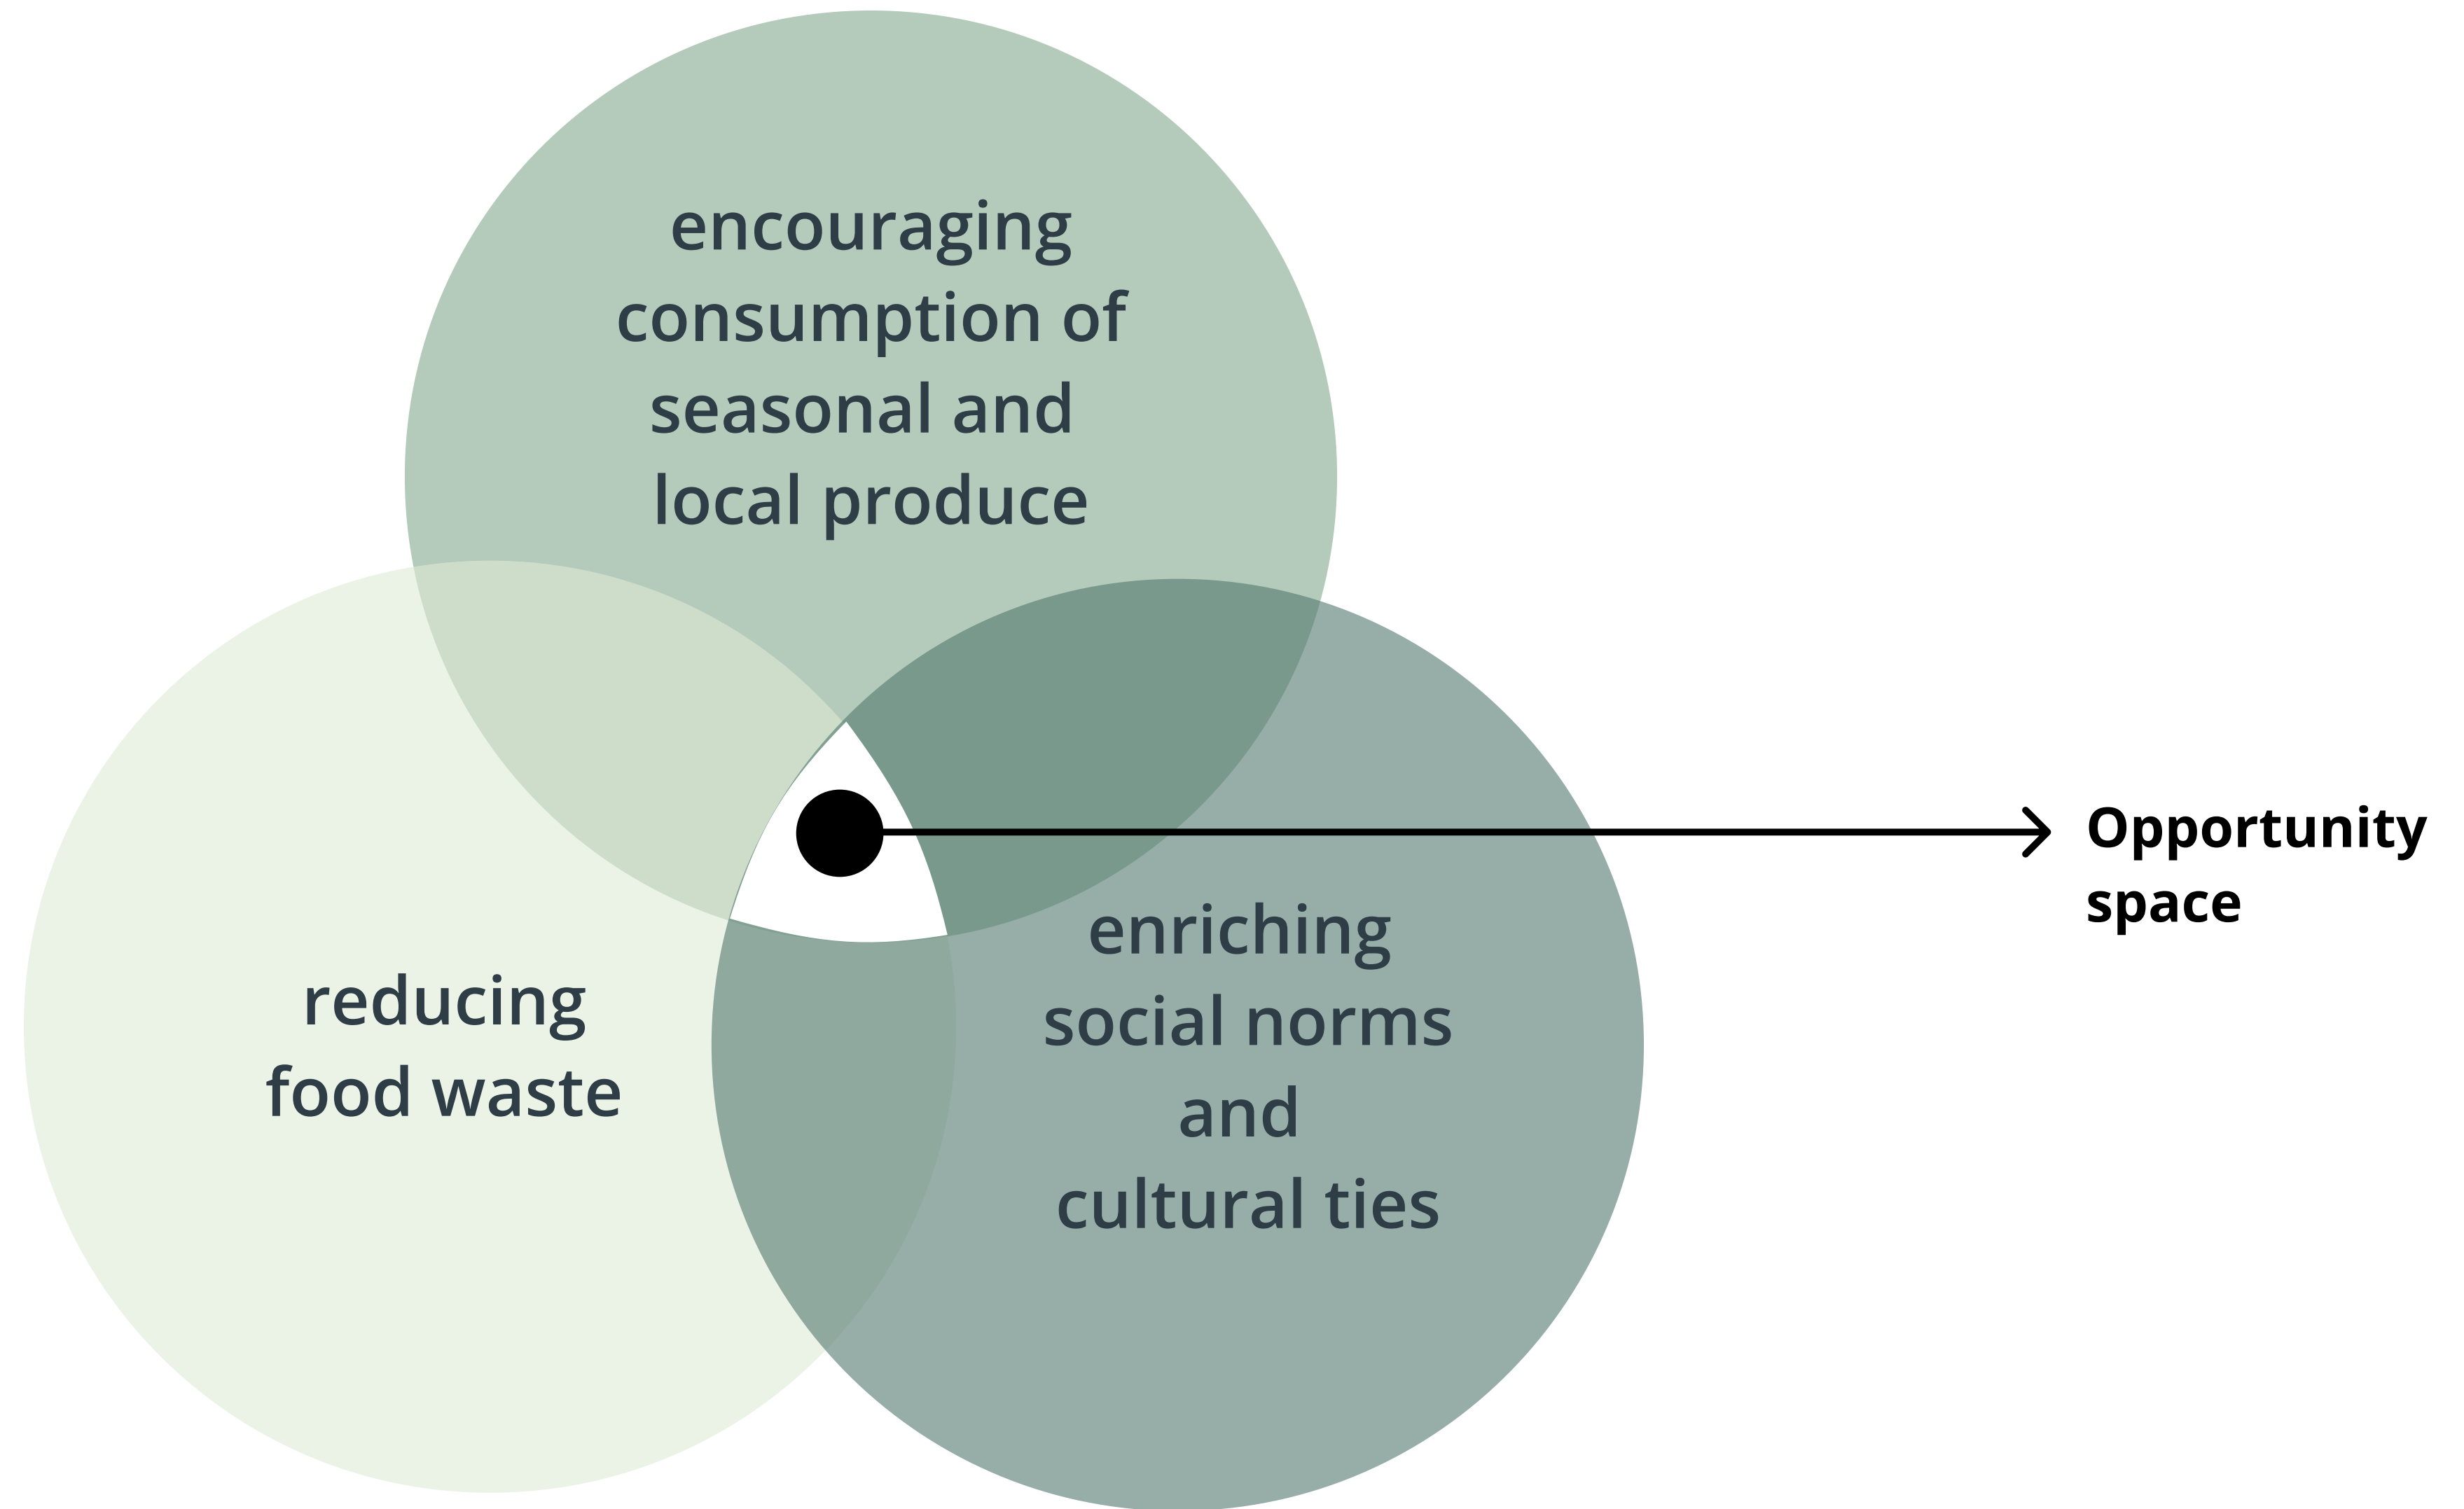 encouraging
consumption of
seasonal and
local produce
reducing
food waste
enriching
social norms
and
cultural ties
Opportunity
space